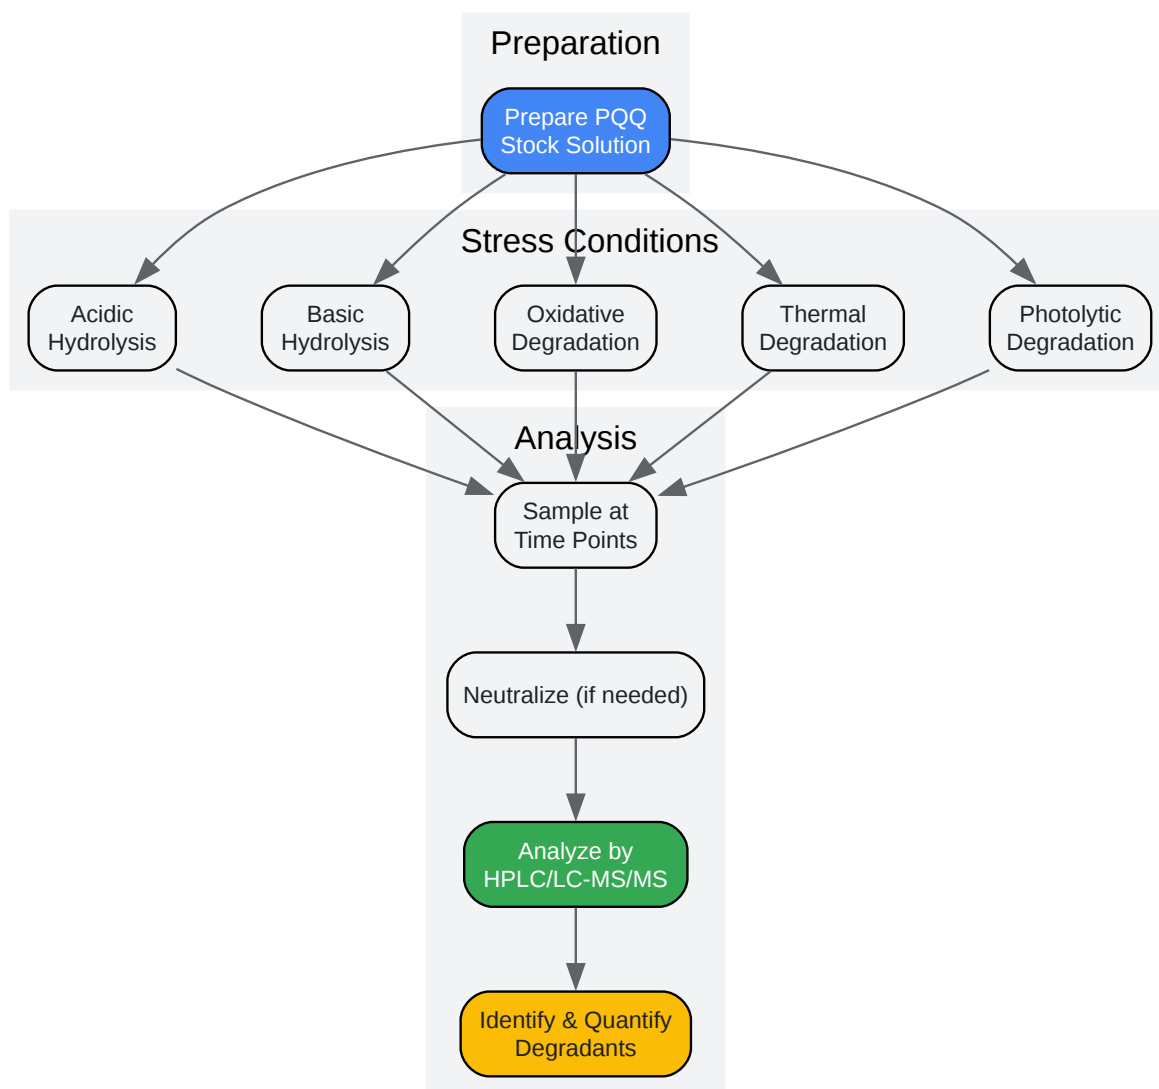 Preparation
Prepare PQQ
Stock Solution
Stress Conditions
Acidic
Hydrolysis
Basic
Hydrolysis
Oxidative
Degradation
Thermal
Degradation
Photolytic
Degradation
Analysis
Sample at
Time Points
Neutralize (if needed)
Analyze by
HPLC/LC-MS/MS
Identify & Quantify
Degradants